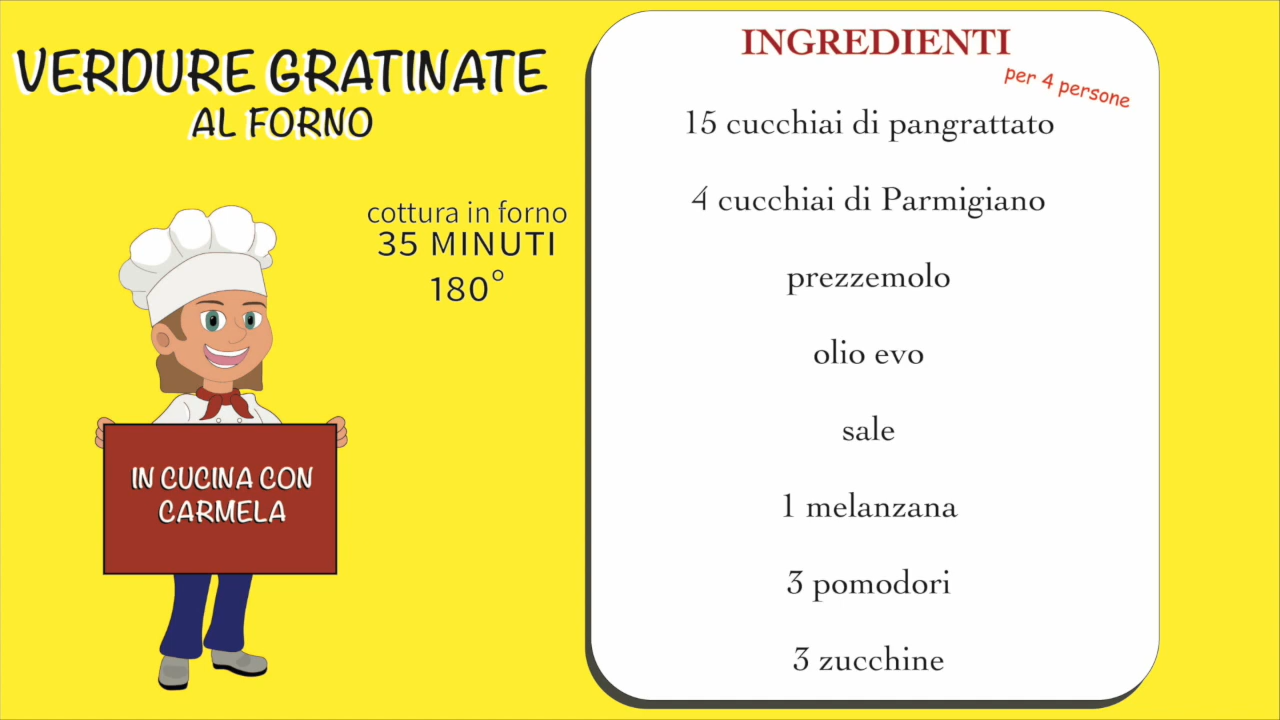 VERDURE GRATINATE
AL FORNO
cottura in forno
35 MINUTI
180°
IN CUCINA CON
CARMELA
INGREDIENTI
per 4 persone
15 cucchiai di pangrattato
4 cucchiai di Parmigiano
prezzemolo
olio evo
sale
1 melanzana
3 pomodori
3 zucchine